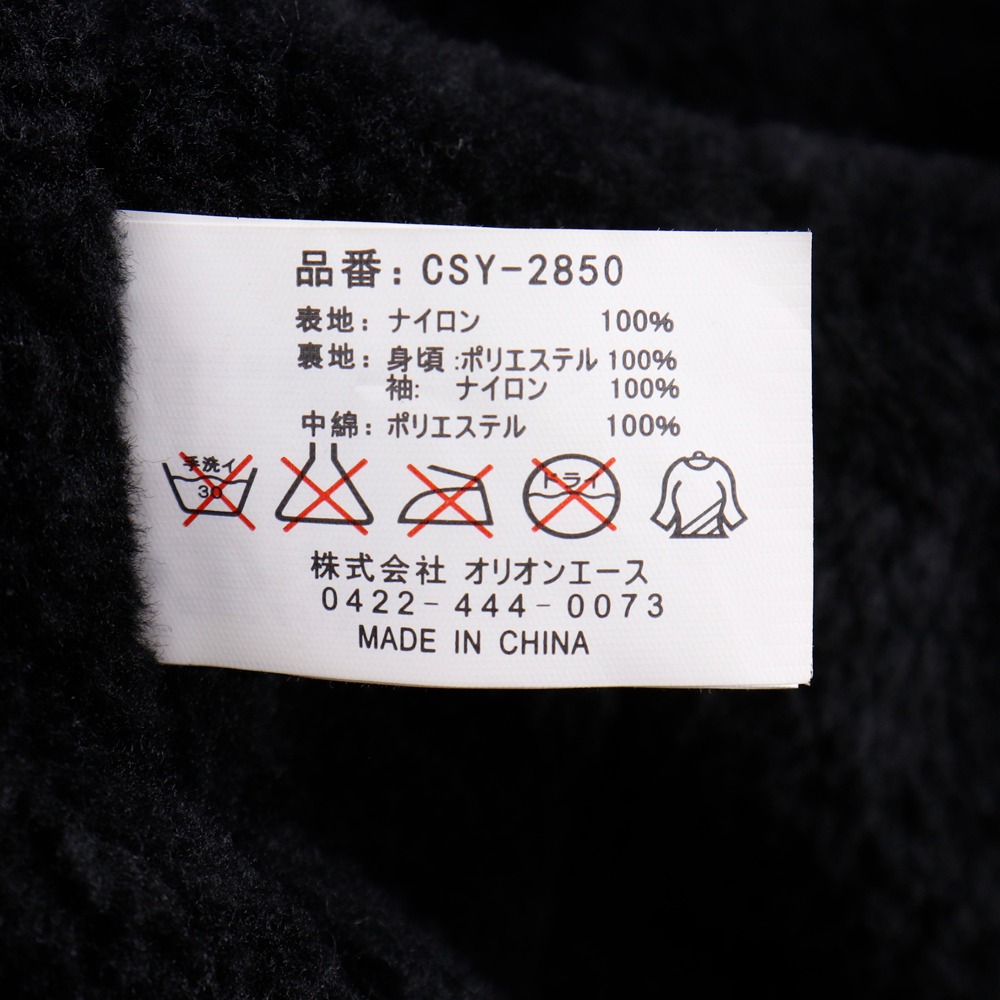 品番: CSY-2850
表地: ナイロン 100%
裏地: 身頃:ポリエステル 100%
袖: ナイロン 100%
中綿: ポリエステル 100%
手洗イ
30
ドライ
株式会社 オリオンエース
0422-444-0073
MADE IN CHINA